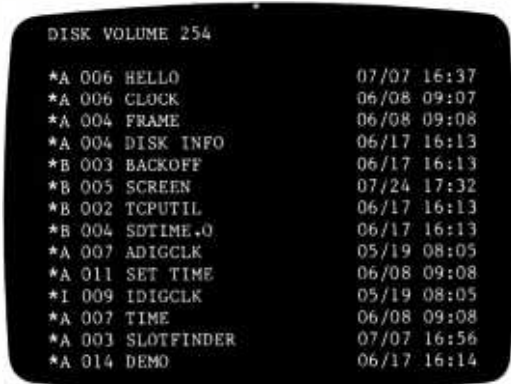 DISK VOLUME 254
*A 006 HELLO 07/07 16:37
*A 006 CLOCK 06/08 09:07
*A 004 FRAME 06/08 09:08
*A 004 DISK INFO 06/17 16:13
*B 003 BACKOFF 06/17 16:13
*B 005 SCREEN 07/24 17:32
*B 002 TCPUTIL 06/17 16:13
*B 004 SDTIME.O 06/17 16:13
*A 007 ADIGCLK 05/19 08:05
*A 011 SET TIME 06/08 09:08
*I 009 IDIGCLK 05/19 08:05
*A 007 TIME 06/08 09:08
*A 003 SLOTFINDER 07/07 16:56
*A 014 DEMO 06/17 16:14